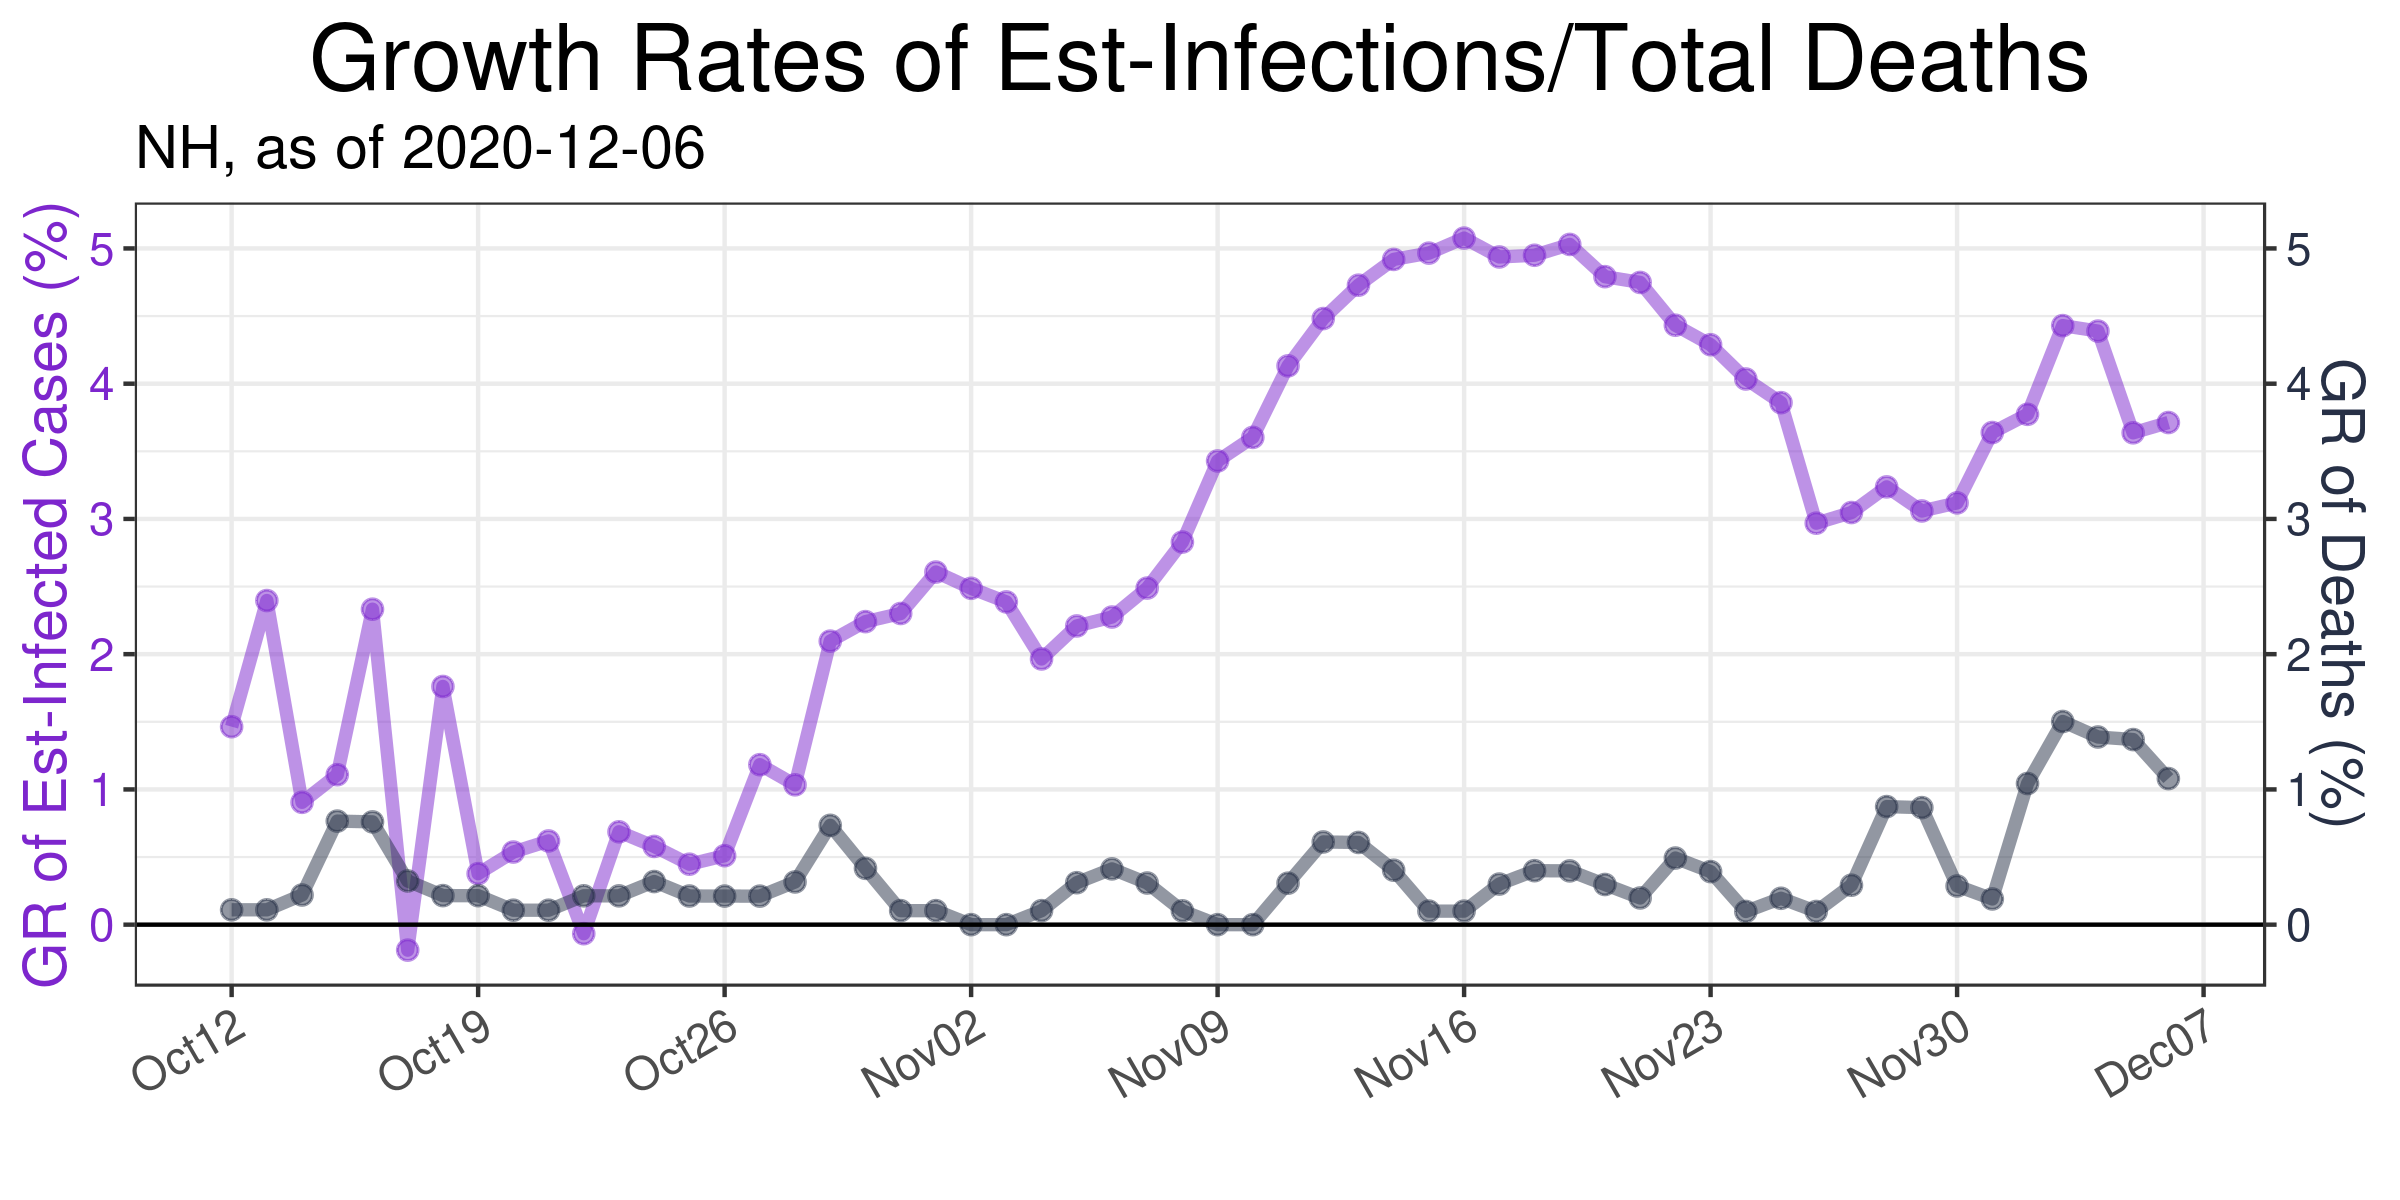 Growth Rates of Est-Infections/Total Deaths
NH, as of 2020-12-06
GR of Est-Infected Cases (%)
5
4
3
2
1
0
5
4
3
2
1
0
GR of Deaths (%)
Oct12
Oct19
Oct26
Nov02
Nov09
Nov16
Nov23
Nov30
Dec07